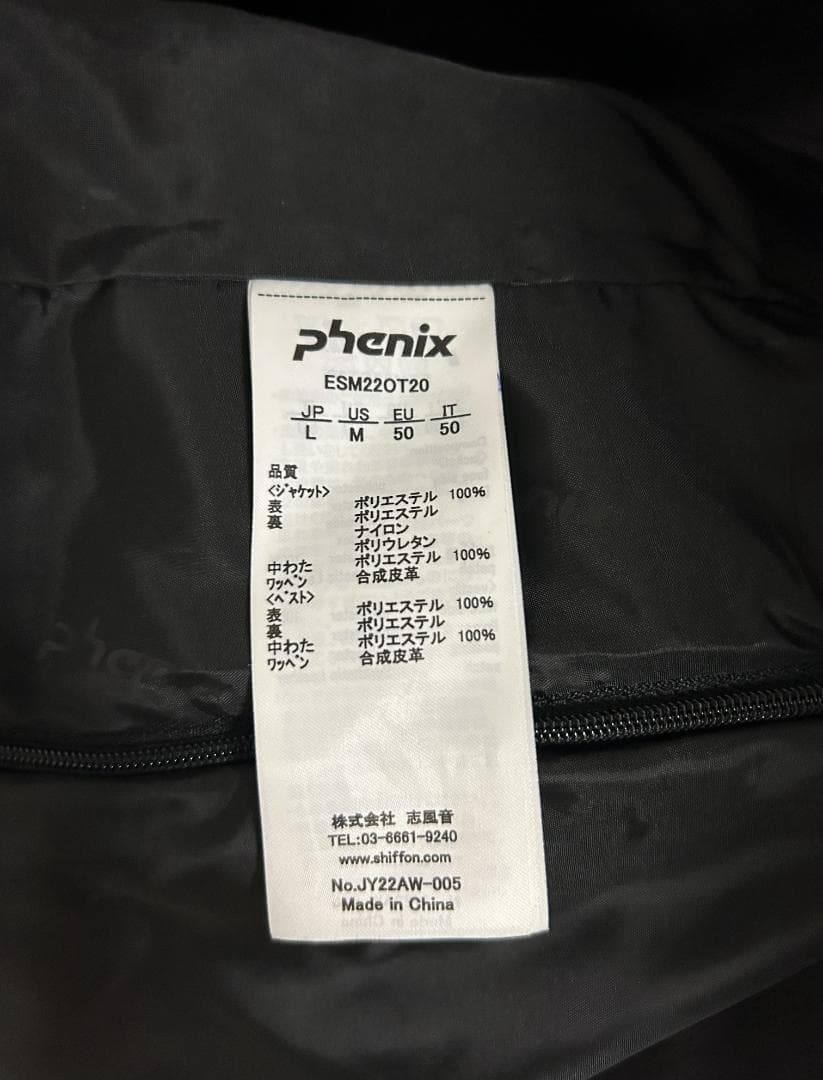 phenix
ESM22OT20
JP US EU IT
L M 50 50
品質
<ジャケット>
表 ポリエステル 100%
裏 ポリエステル
ナイロン
ポリウレタン
中わた ポリエステル 100%
ワッペン 合成皮革
<ベスト>
表 ポリエステル 100%
裏 ポリエステル
中わた ポリエステル 100%
ワッペン 合成皮革
株式会社 志風音
TEL:03-6661-9240
www.shiffon.com
No.JY22AW-005
Made in China
phenix